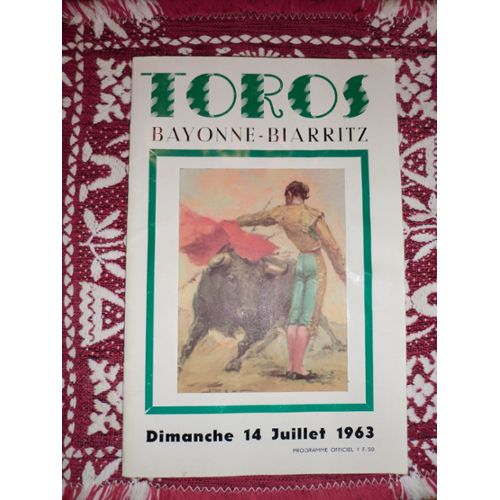 TOROS
BAYONNE-BIARRITZ
Dimanche 14 Juillet 1963
PROGRAMME OFFICIEL 1 F.50